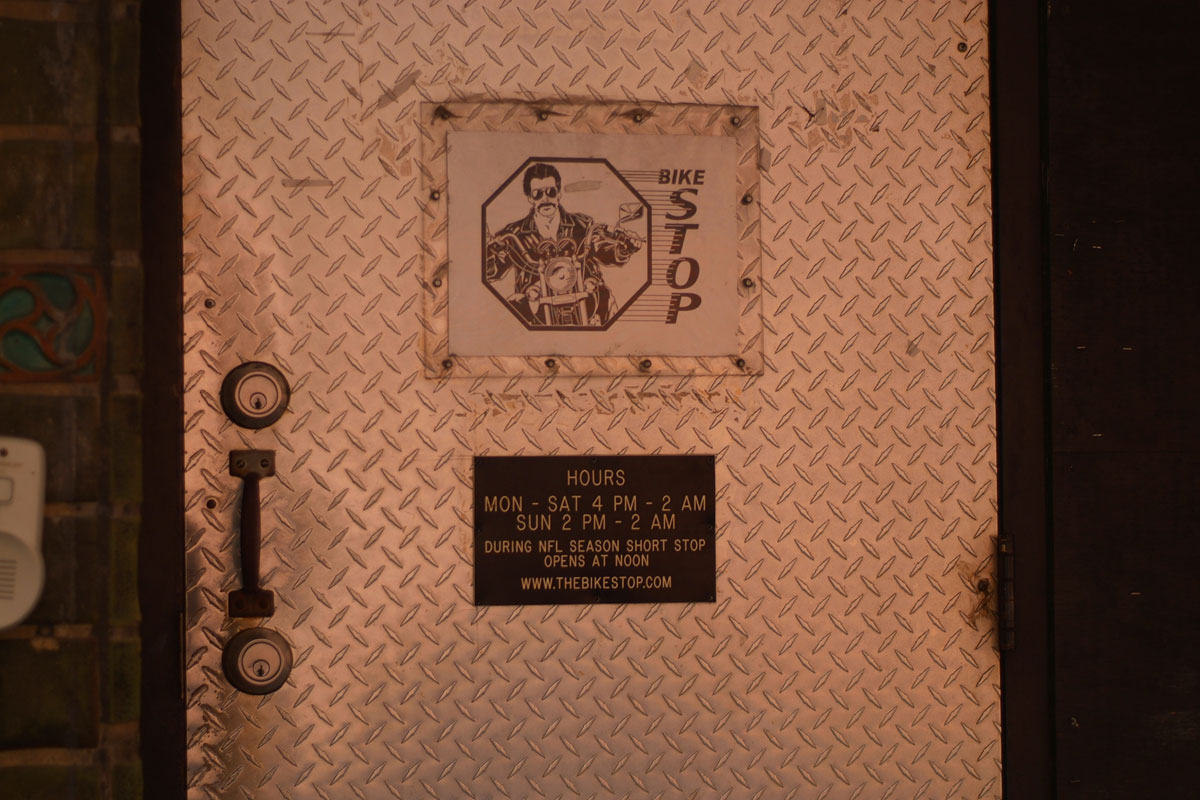 BIKE
STOP
HOURS
MON - SAT 4 PM - 2 AM
SUN 2 PM - 2 AM
DURING NFL SEASON SHORT STOP
OPENS AT NOON
WWW.THEBIKESTOP.COM